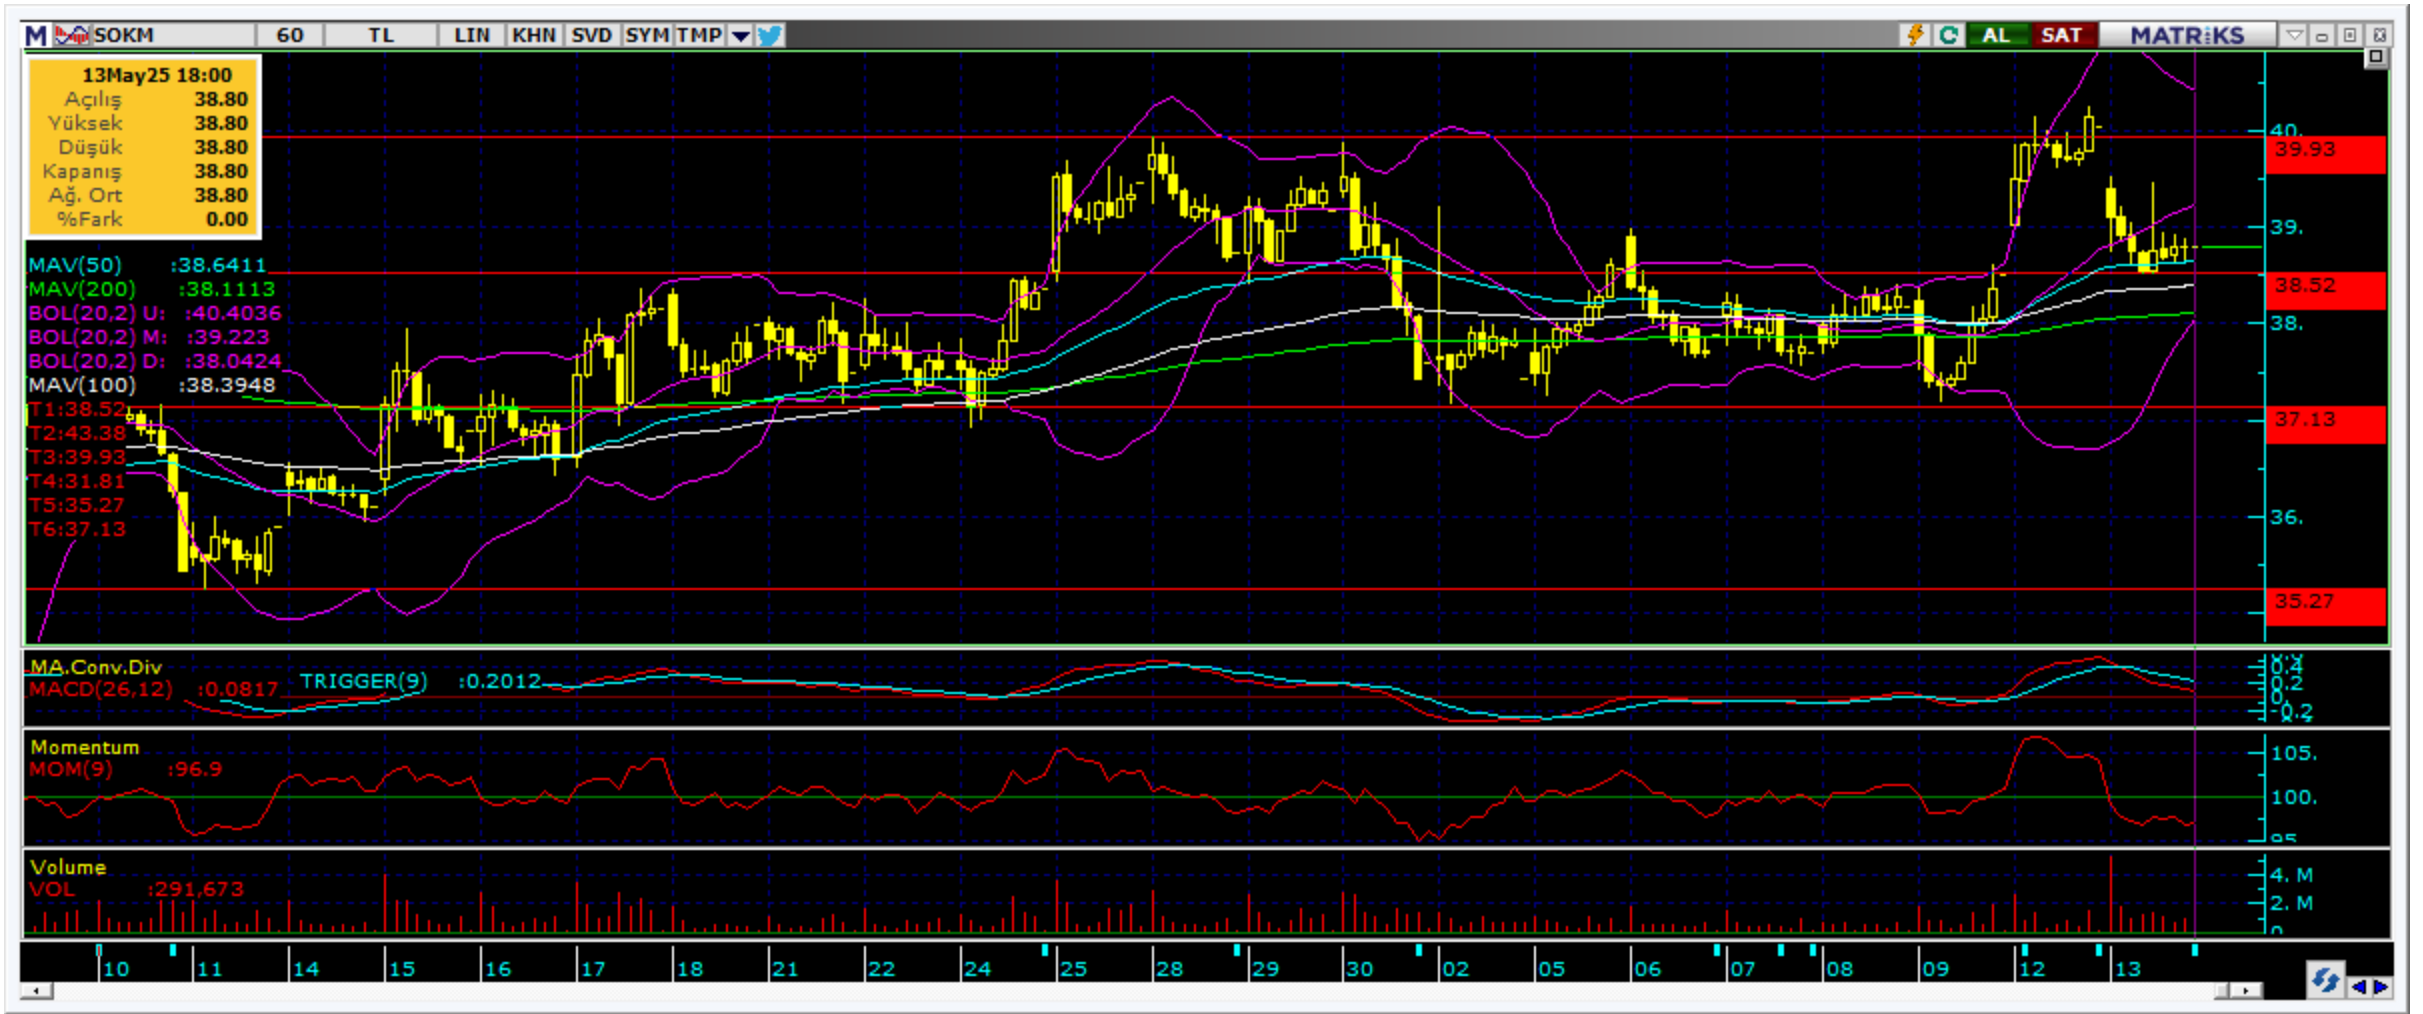 M SOKM 60 TL LIN KHN SVD SYM TMP AL SAT MATRiKS
13May25 18:00
Açılış 38.80
Yüksek 38.80
Düşük 38.80
Kapanış 38.80
Ağ. Ort 38.80
%Fark 0.00
MAV(50) :38.6411
MAV(200) :38.1113
BOL(20,2) U: :40.4036
BOL(20,2) M: :39.223
BOL(20,2) D: :38.0424
MAV(100) :38.3948
T1:38.52
T2:43.38
T3:39.93
T4:31.81
T5:35.27
T6:37.13
40.
39.93
39.
38.52
38.
37.13
36.
35.27
MA.Conv.Div
MACD(26,12) :0.0817 TRIGGER(9) :0.2012
0.4
0.2
0.
-0.2
Momentum
MOM(9) :96.9
105.
100.
95
Volume
VOL :291,673
4. M
2. M
0
10 11 14 15 16 17 18 21 22 24 25 28 29 30 02 05 06 07 08 09 12 13